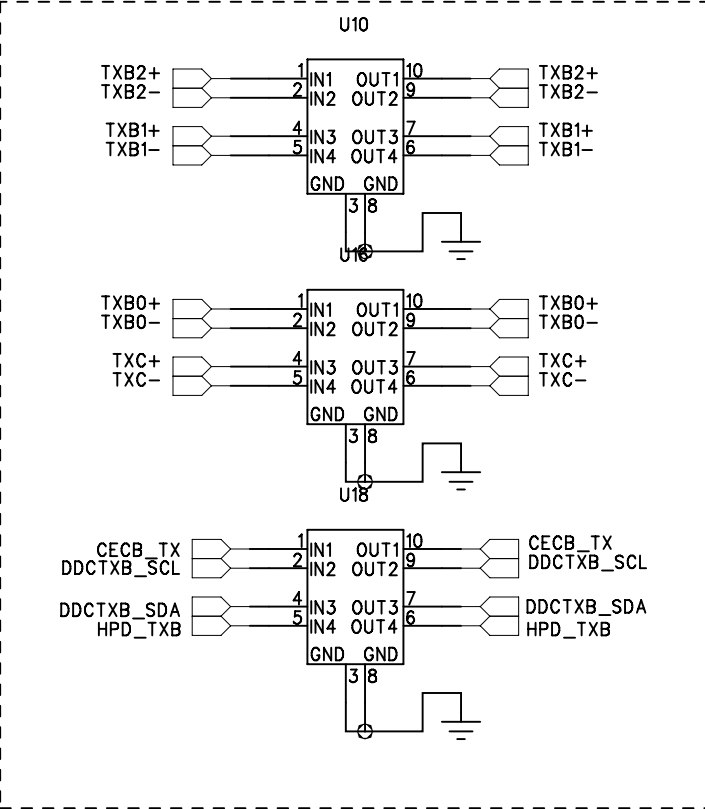 U10
TXB2+ 1 IN1 OUT1 10 TXB2+
TXB2- 2 IN2 OUT2 9 TXB2-
TXB1+ 4 IN3 OUT3 7 TXB1+
TXB1- 5 IN4 OUT4 6 TXB1-
GND GND
3 8
U16
TXB0+ 1 IN1 OUT1 10 TXB0+
TXB0- 2 IN2 OUT2 9 TXB0-
TXC+ 4 IN3 OUT3 7 TXC+
TXC- 5 IN4 OUT4 6 TXC-
GND GND
3 8
U18
CECB_TX 1 IN1 OUT1 10 CECB_TX
DDCTXB_SCL 2 IN2 OUT2 9 DDCTXB_SCL
DDCTXB_SDA 4 IN3 OUT3 7 DDCTXB_SDA
HPD_TXB 5 IN4 OUT4 6 HPD_TXB
GND GND
3 8